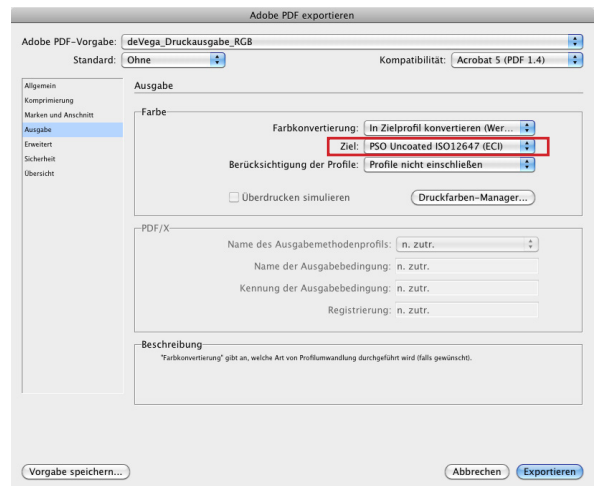 Adobe PDF exportieren
Adobe PDF-Vorgabe: deVega_Druckausgabe_RGB
Standard: Ohne Kompatibilität: Acrobat 5 (PDF 1.4)
Allgemein
Komprimierung
Marken und Anschnitt
Ausgabe
Erweitert
Sicherheit
Übersicht
Ausgabe
Farbe
Farbkonvertierung: In Zielprofil konvertieren (Wer...
Ziel: PSO Uncoated ISO12647 (ECI)
Berücksichtigung der Profile: Profile nicht einschließen
Überdrucken simulieren Druckfarben-Manager...
PDF/X
Name des Ausgabemethodenprofils: n. zutr.
Name der Ausgabebedingung: n. zutr.
Kennung der Ausgabebedingung: n. zutr.
Registrierung: n. zutr.
Beschreibung
"Farbkonvertierung" gibt an, welche Art von Profilumwandlung durchgeführt wird (falls gewünscht).
Vorgabe speichern... Abbrechen Exportieren